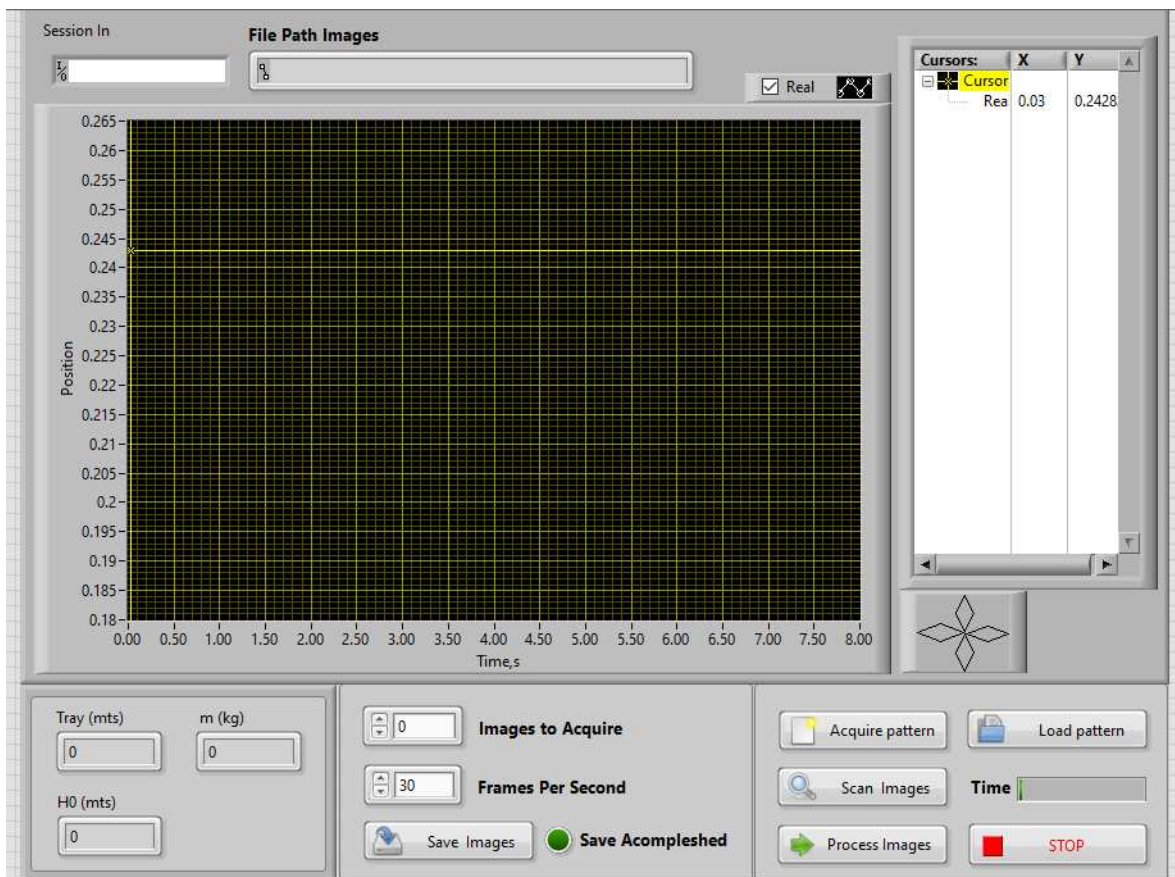 Session In
File Path Images
Real
Cursors: X Y
Cursor
Rea 0.03 0.2428
0.265
0.26
0.255
0.25
0.245
0.24
0.235
0.23
0.225
0.22
0.215
0.21
0.205
0.2
0.195
0.19
0.185
0.18
Position
0.00 0.50 1.00 1.50 2.00 2.50 3.00 3.50 4.00 4.50 5.00 5.50 6.00 6.50 7.00 7.50 8.00
Time,s
Tray (mts) m (kg)
0 0
H0 (mts)
0
0 Images to Acquire
30 Frames Per Second
Save Images Save Acompleshed
Acquire pattern Load pattern
Scan Images Time
Process Images STOP